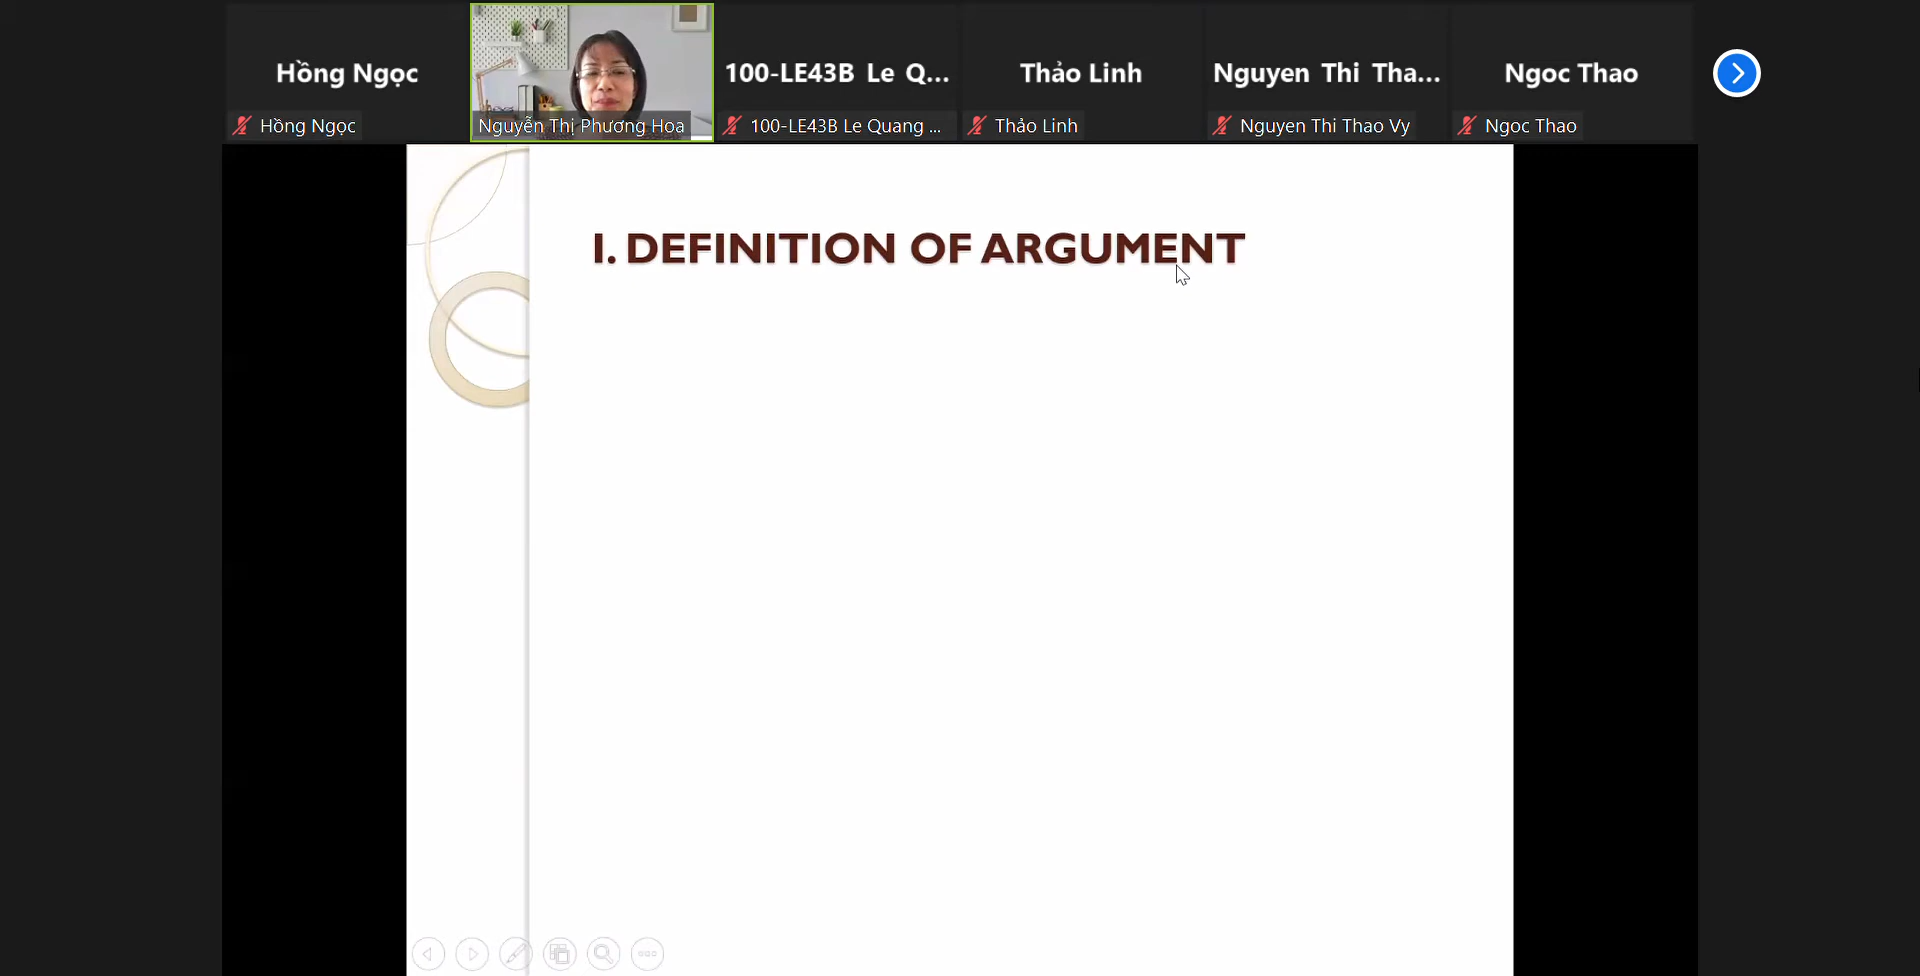 Hồng Ngọc
100-LE43B Le Q...
Thảo Linh
Nguyen Thi Tha...
Ngoc Thao
Hồng Ngọc
Nguyễn Thị Phương Hoa
100-LE43B Le Quang ...
Thảo Linh
Nguyen Thi Thao Vy
Ngoc Thao
I. DEFINITION OF ARGUMENT